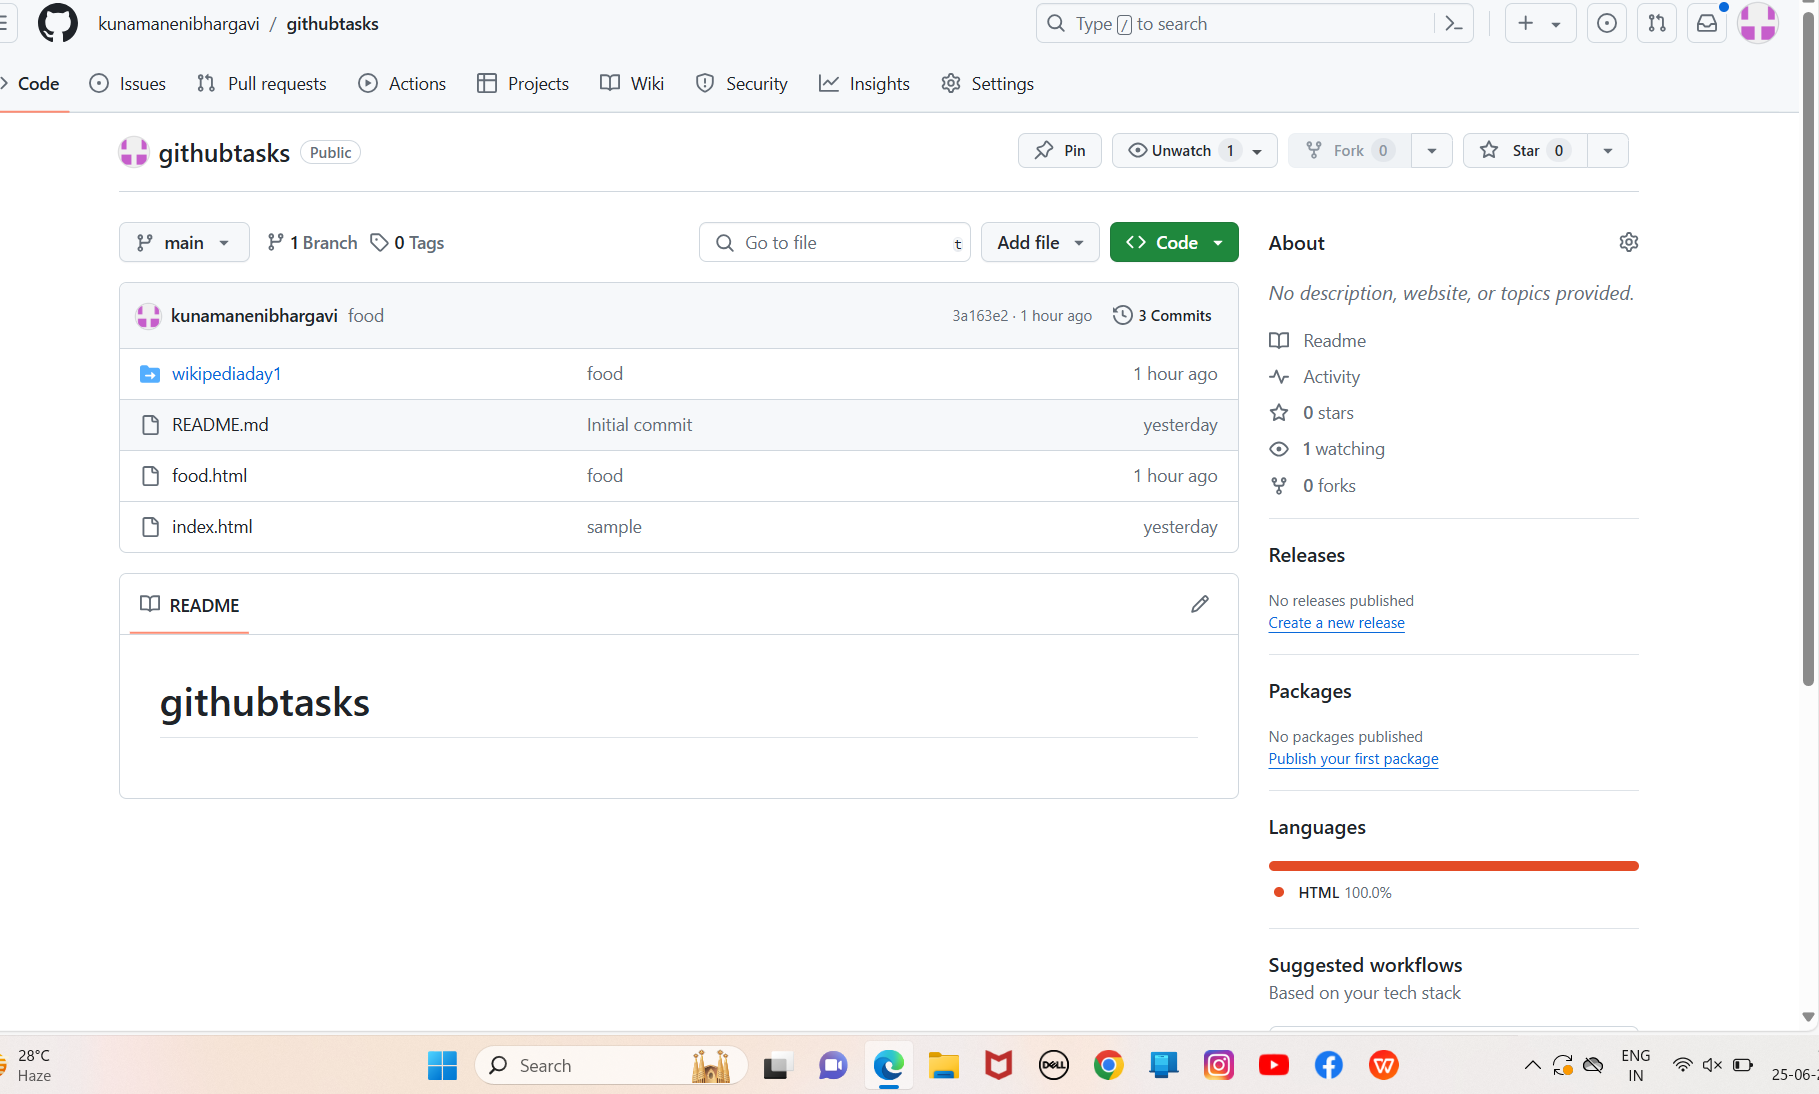 kunamanenibhargavi / githubtasks
Type / to search
Code Issues Pull requests Actions Projects Wiki Security Insights Settings
githubtasks Public
Pin Unwatch 1 Fork 0 Star 0
main 1 Branch 0 Tags Go to file t Add file Code
kunamanenibhargavi food 3a163e2 · 1 hour ago 3 Commits
wikipediaday1 food 1 hour ago
README.md Initial commit yesterday
food.html food 1 hour ago
index.html sample yesterday
README
githubtasks
About
No description, website, or topics provided.
Readme
Activity
0 stars
1 watching
0 forks
Releases
No releases published
Create a new release
Packages
No packages published
Publish your first package
Languages
HTML 100.0%
Suggested workflows
Based on your tech stack
28°C
Haze
Search
DELL
ENG
IN
25-06-